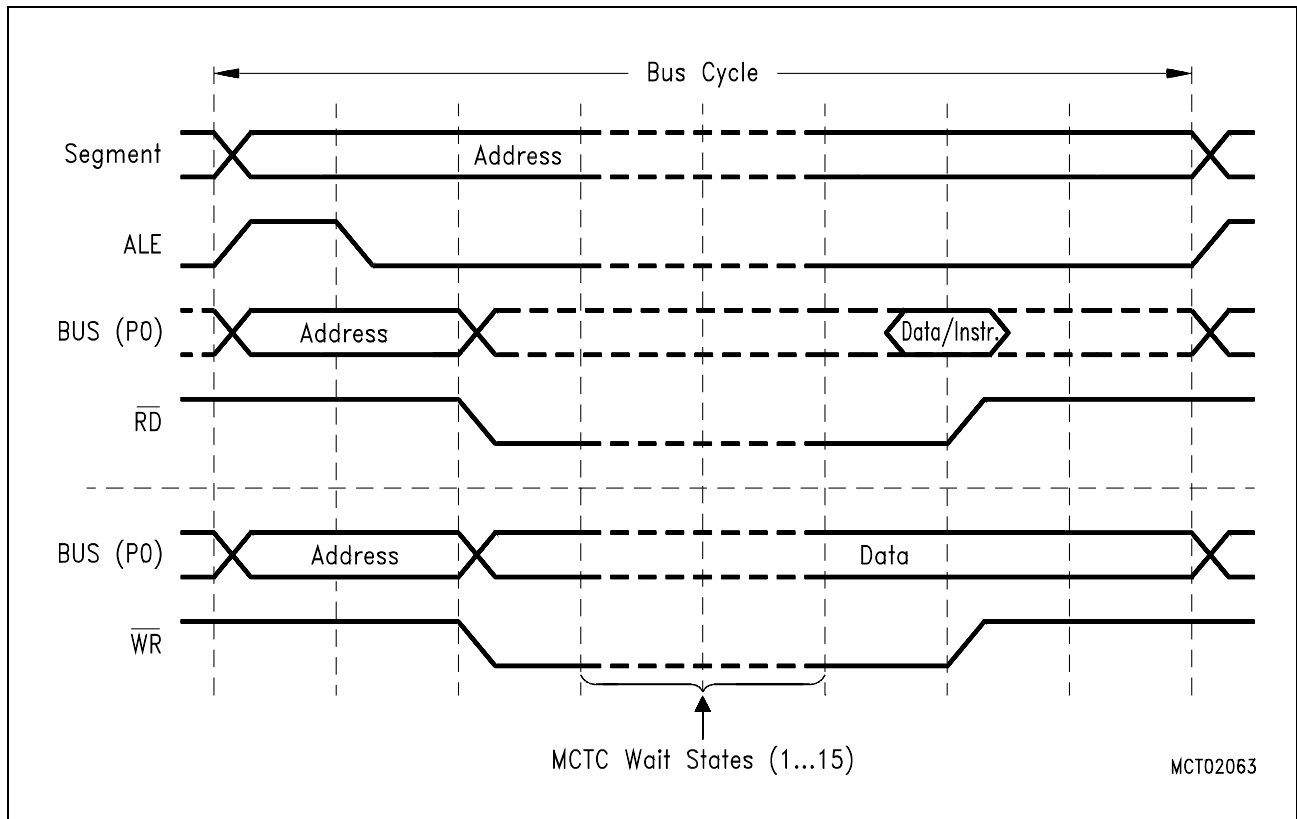 Bus Cycle
Segment
Address
ALE
BUS (P0)
Address
Data/Instr.
RD
BUS (P0)
Address
Data
WR
MCTC Wait States (1...15)
MCT02063